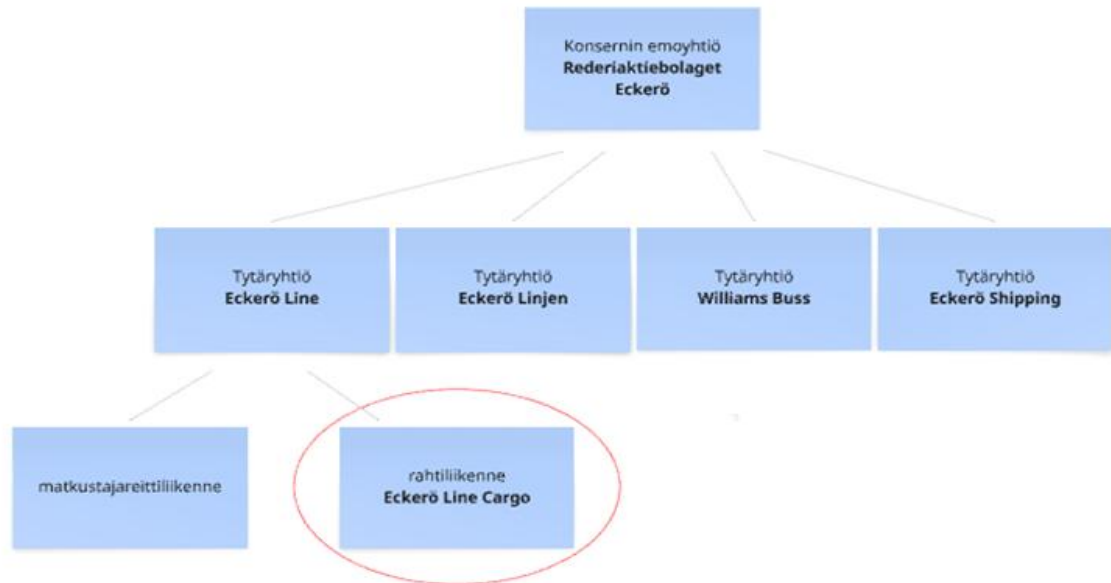 Konsernin emoyhtiö
Rederiaktiebolaget
Eckerö
Tytäryhtiö
Eckerö Line
Tytäryhtiö
Eckerö Linjen
Tytäryhtiö
Williams Buss
Tytäryhtiö
Eckerö Shipping
matkustajareittiliikenne
rahtiliikenne
Eckerö Line Cargo